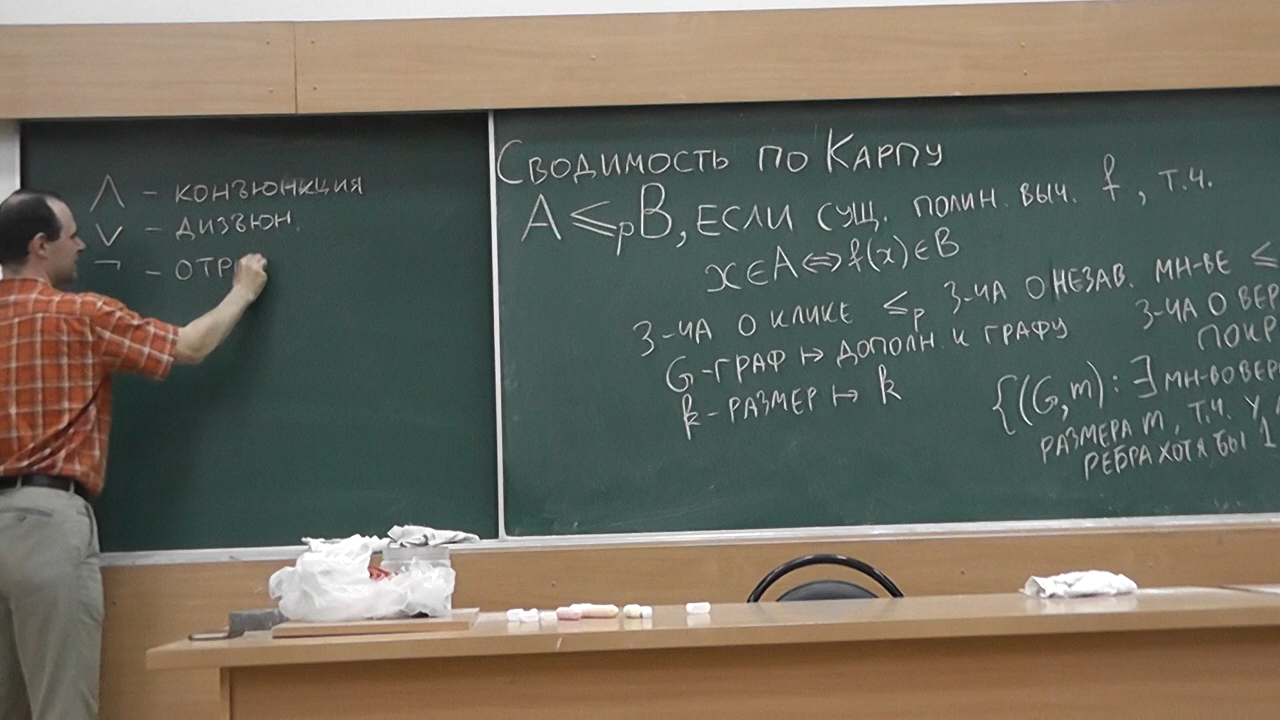 ∧ – конъюнкция
∨ – дизъюн.
¬ – отр
Сводимость по Карпу
A ⩽ₚ B, если сущ. полин. выч. f, т.ч.
x∈A⇔f(x)∈B
З-ча о клике ⩽ₚ З-ча о незав. мн-ве ⩽
З-ча о вер
покр
G-граф ↦ дополн. к графу
k-размер ↦ k
{(G,m): ∃ мн-во вер
размера m, т.ч. у
ребра хотя бы 1